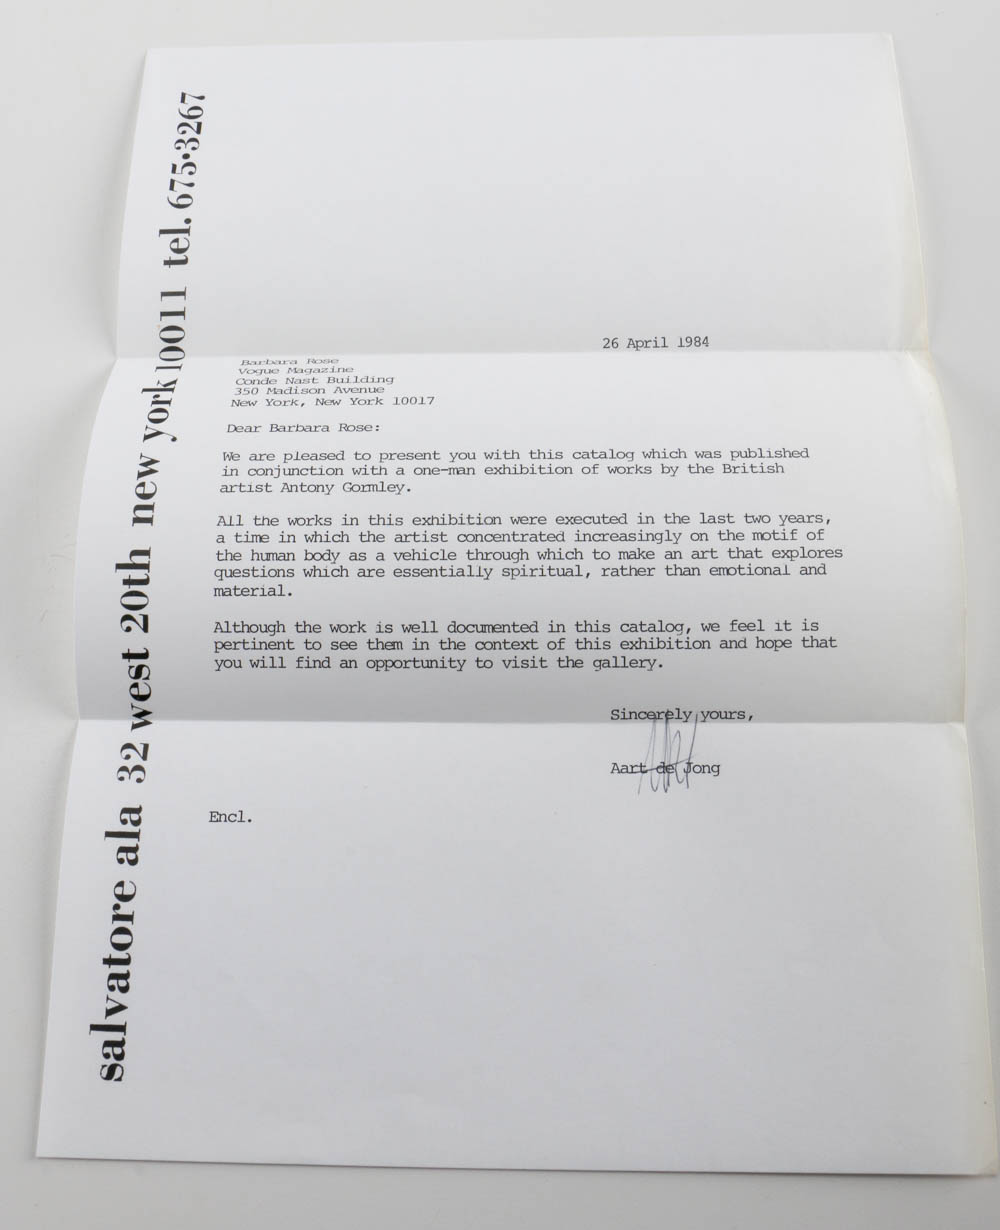 salvatore ala 32 west 20th new york 10011 tel. 675·3267
26 April 1984
Barbara Rose
Vogue Magazine
Conde Nast Building
350 Madison Avenue
New York, New York 10017
Dear Barbara Rose:
We are pleased to present you with this catalog which was published
in conjunction with a one-man exhibition of works by the British
artist Antony Gormley.
All the works in this exhibition were executed in the last two years,
a time in which the artist concentrated increasingly on the motif of
the human body as a vehicle through which to make an art that explores
questions which are essentially spiritual, rather than emotional and
material.
Although the work is well documented in this catalog, we feel it is
pertinent to see them in the context of this exhibition and hope that
you will find an opportunity to visit the gallery.
Sincerely yours,
Aart de Jong
Encl.